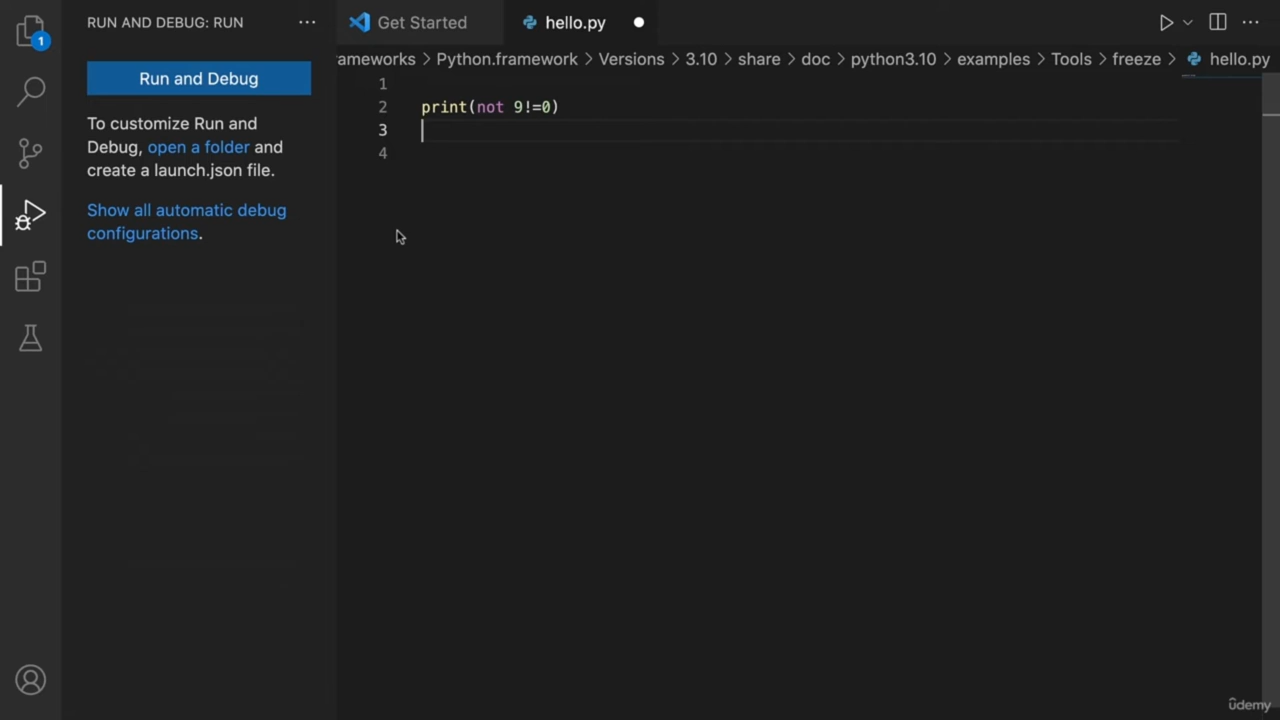 RUN AND DEBUG: RUN
Get Started
hello.py
1
rameworks > Python.framework > Versions > 3.10 > share > doc > python3.10 > examples > Tools > freeze > hello.py
Run and Debug
To customize Run and
Debug, open a folder and
create a launch.json file.
Show all automatic debug
configurations.
1
2 print(not 9!=0)
3
4
ûdemy